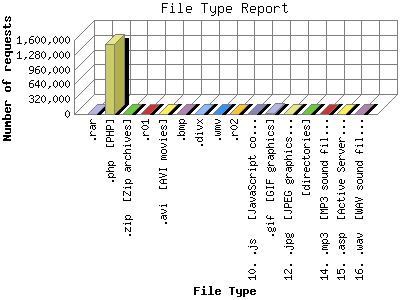 File Type Report
Number of requests
1,600,000
1,280,000
960,000
640,000
320,000
0
.rar
.php [PHP]
.zip [Zip archives]
.r01
.avi [AVI movies]
.bmp
.divx
.wmv
.r02
10. .js [JavaScript co...
.gif [GIF graphics]
12. .jpg [JPEG graphics...
[directories]
14. .mp3 [MP3 sound fil...
15. .asp [Active Server...
16. .wav [WAV sound fil...
File Type